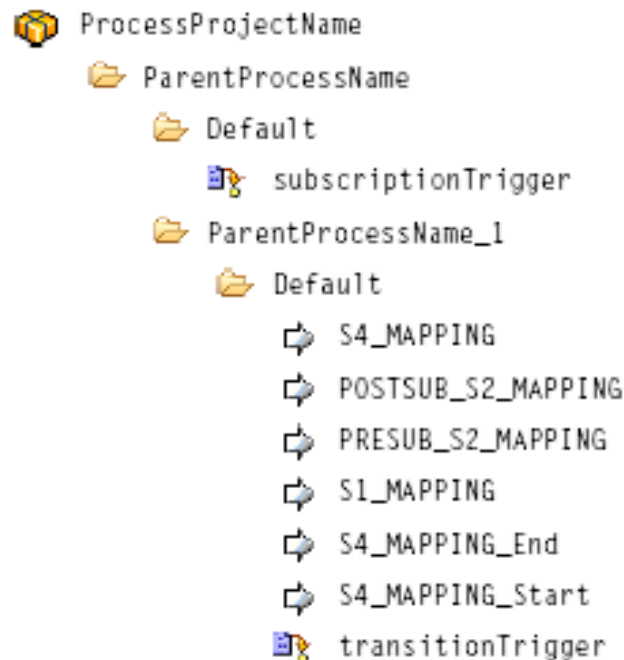 ProcessProjectName
ParentProcessName
Default
subscriptionTrigger
ParentProcessName_1
Default
S4_MAPPING
POSTSUB_S2_MAPPING
PRESUB_S2_MAPPING
S1_MAPPING
S4_MAPPING_End
S4_MAPPING_Start
transitionTrigger